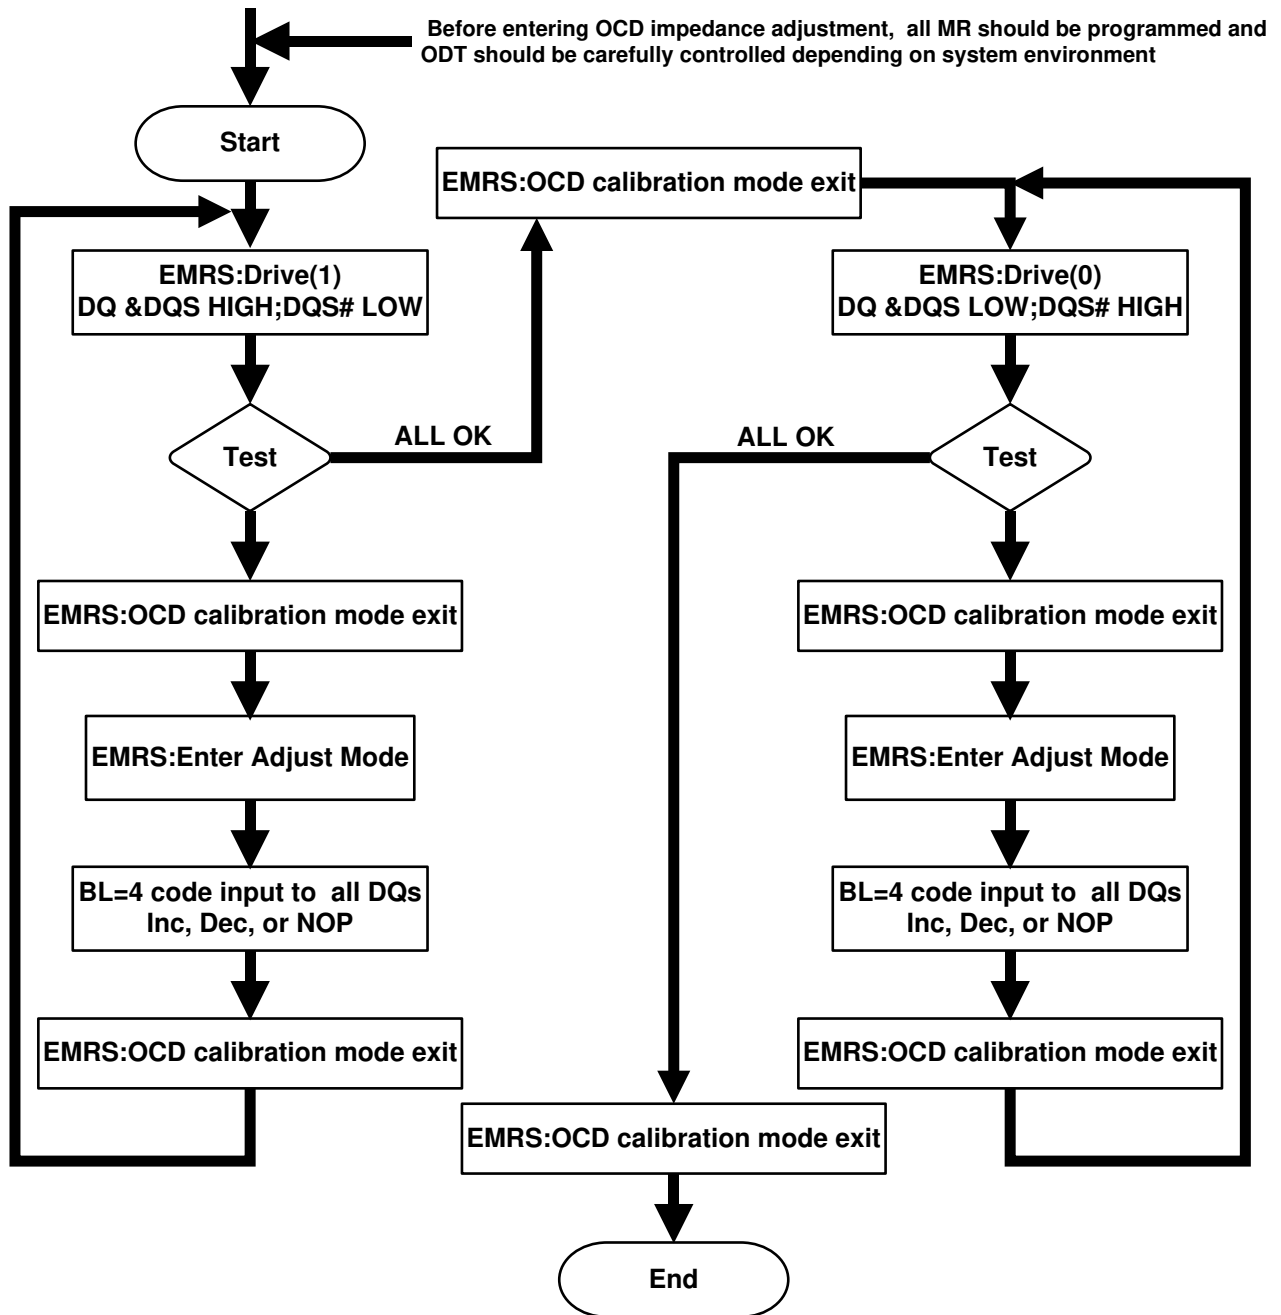 Before entering OCD impedance adjustment, all MR should be programmed and
ODT should be carefully controlled depending on system environment
Start
EMRS:OCD calibration mode exit
EMRS:Drive(1)
DQ &DQS HIGH;DQS# LOW
EMRS:Drive(0)
DQ &DQS LOW;DQS# HIGH
Test
ALL OK
ALL OK
Test
EMRS:OCD calibration mode exit
EMRS:OCD calibration mode exit
EMRS:Enter Adjust Mode
EMRS:Enter Adjust Mode
BL=4 code input to all DQs
Inc, Dec, or NOP
BL=4 code input to all DQs
Inc, Dec, or NOP
EMRS:OCD calibration mode exit
EMRS:OCD calibration mode exit
EMRS:OCD calibration mode exit
End